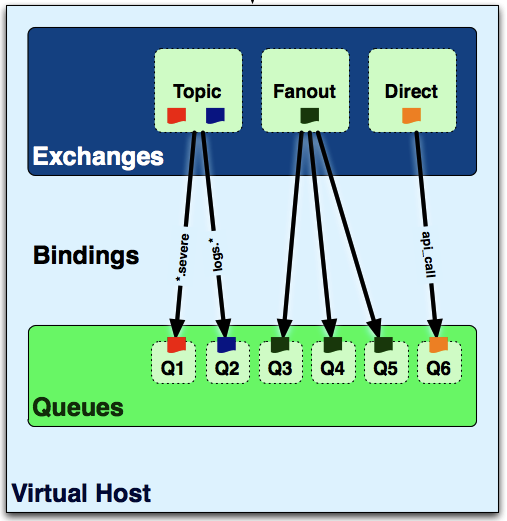 Topic
Fanout
Direct
Exchanges
Bindings
*.severe
logs.*
api_call
Q1
Q2
Q3
Q4
Q5
Q6
Queues
Virtual Host